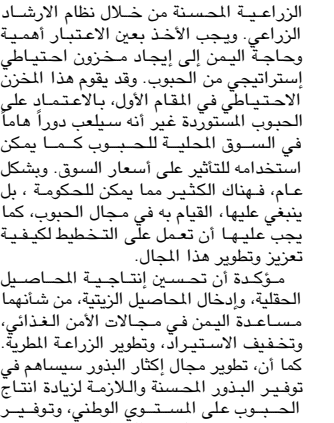 الزراعية المحسنة من خلال نظام الارشاد
الزراعي. ويجب الأخذ بعين الاعتبار أهمية
وحاجة اليمن إلى إيجاد مخزون احتياطي
إستراتيجي من الحبوب. وقد يقوم هذا المخزن
الاحتياطي في المقام الأول، بالاعتماد على
الحبوب المستوردة غير أنه سيلعب دوراً هاماً
في السوق المحلية للحبوب كما يمكن
استخدامه للتأثير على أسعار السوق. وبشكل
عام، فهناك الكثير مما يمكن للحكومة ، بل
ينبغي عليها، القيام به في مجال الحبوب، كما
يجب عليها أن تعمل على التخطيط لكيفية
تعزيز وتطوير هذا المجال.
مؤكدة أن تحسين إنتاجية المحاصيل
الحقلية، وإدخال المحاصيل الزيتية، من شأنهما
مساعدة اليمن في مجالات الأمن الغذائي،
وتخفيف الاستيراد، وتطوير الزراعة المطرية.
كما أن، تطوير مجال إكثار البذور سيساهم في
توفير البذور المحسنة واللازمة لزيادة انتاج
الحبوب على المستوي الوطني، وتوفير